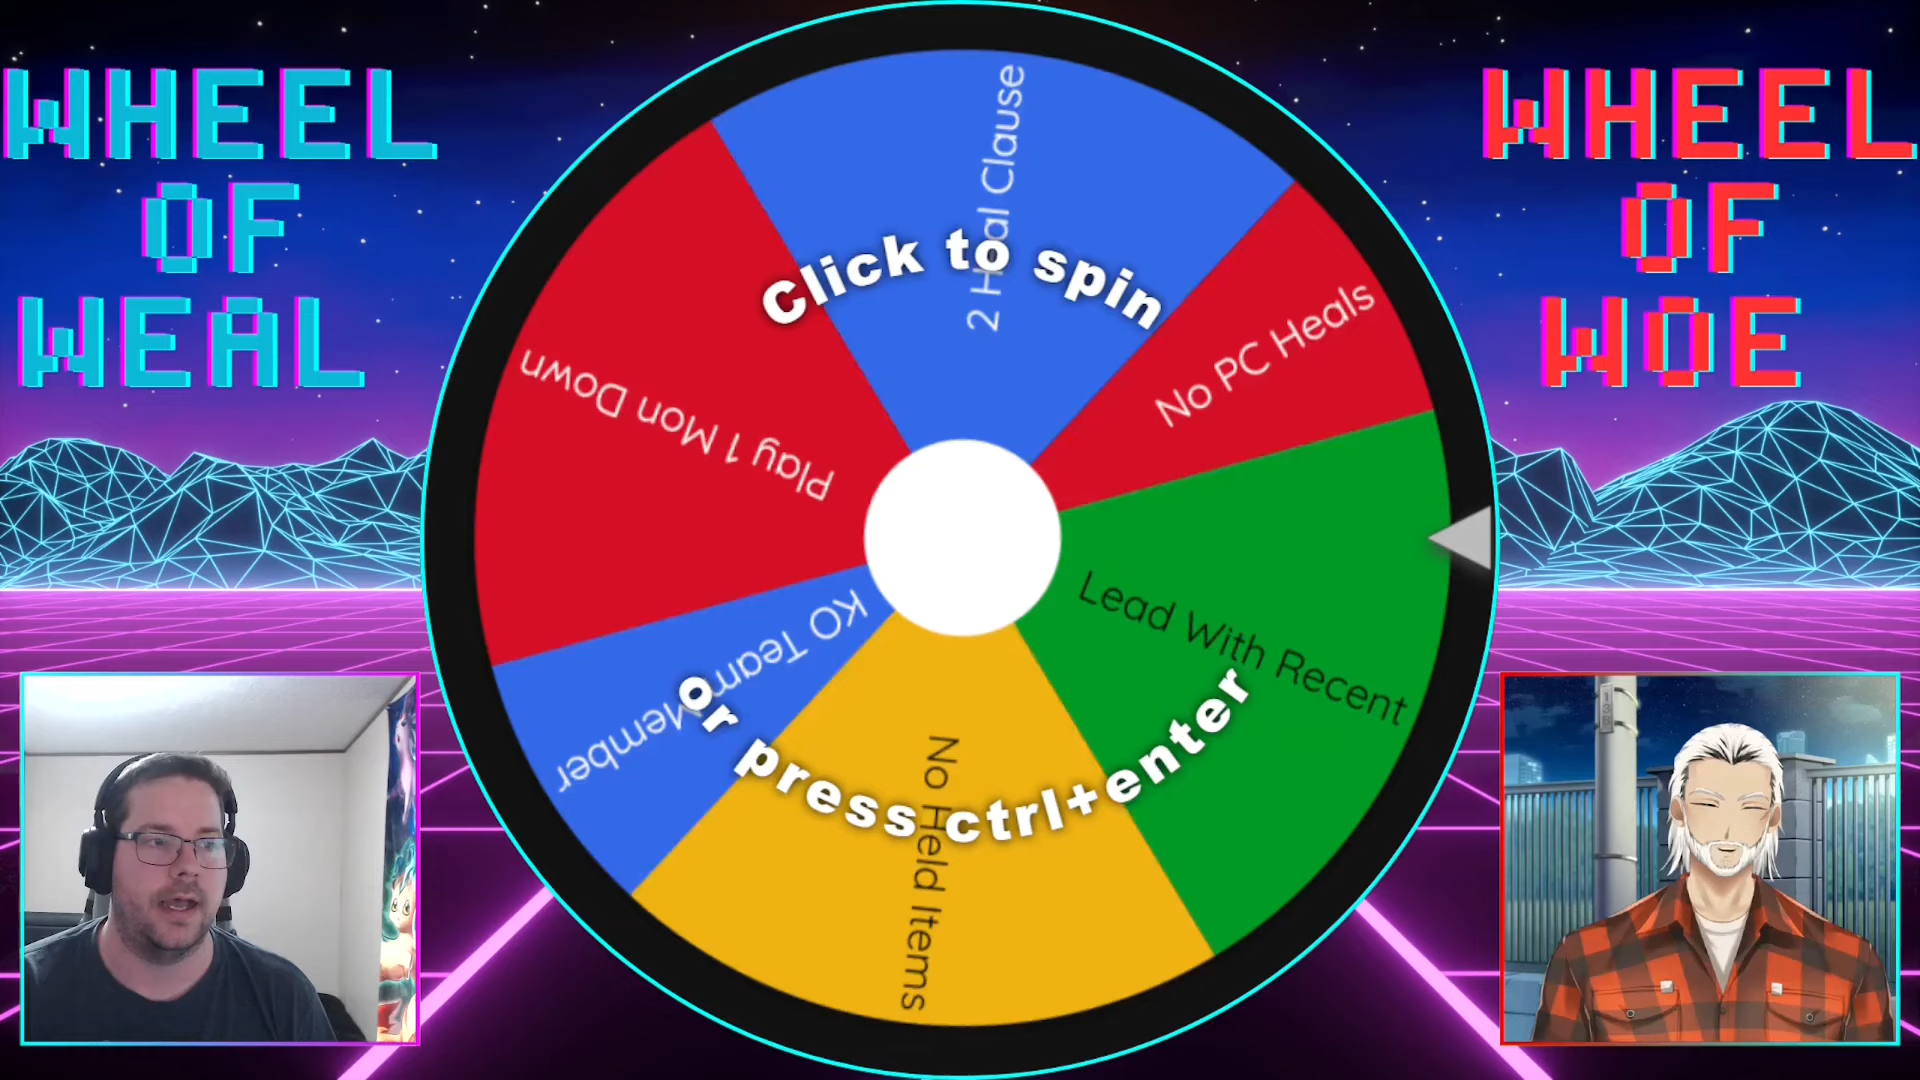 WHEEL
OF
WEAL
WHEEL
OF
WOE
Click to spin
or press ctrl+enter
2 Heal Clause
No PC Heals
Lead With Recent
No Held Items
KO Team Member
Play 1 Mon Down